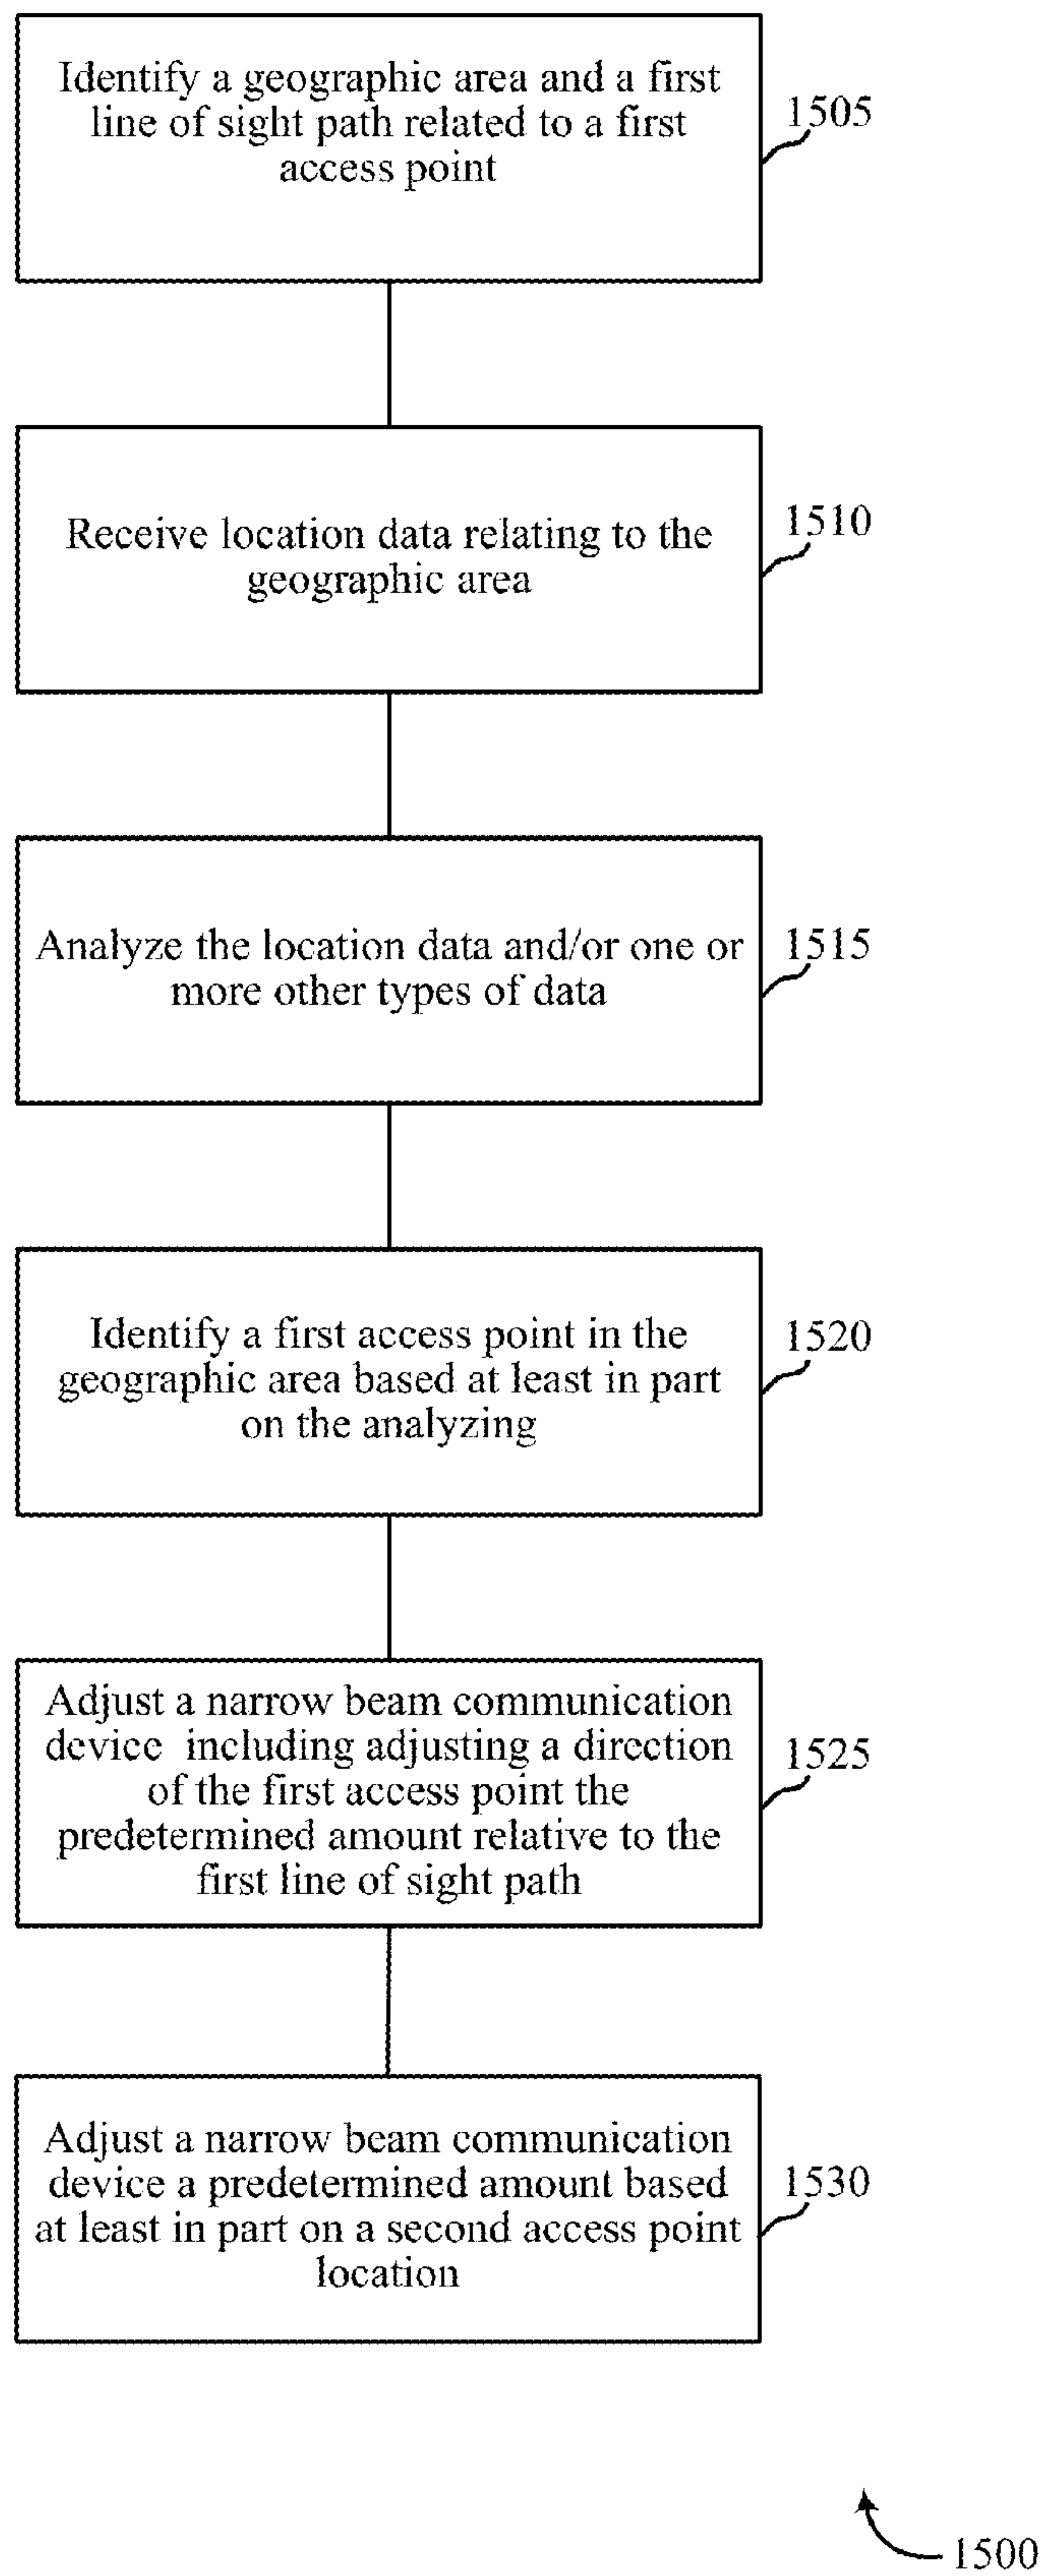 Identify a geographic area and a first
line of sight path related to a first
access point
1505
Receive location data relating to the
geographic area
1510
Analyze the location data and/or one or
more other types of data
1515
Identify a first access point in the
geographic area based at least in part
on the analyzing
1520
Adjust a narrow beam communication
device including adjusting a direction
of the first access point the
predetermined amount relative to the
first line of sight path
1525
Adjust a narrow beam communication
device a predetermined amount based
at least in part on a second access point
location
1530
1500